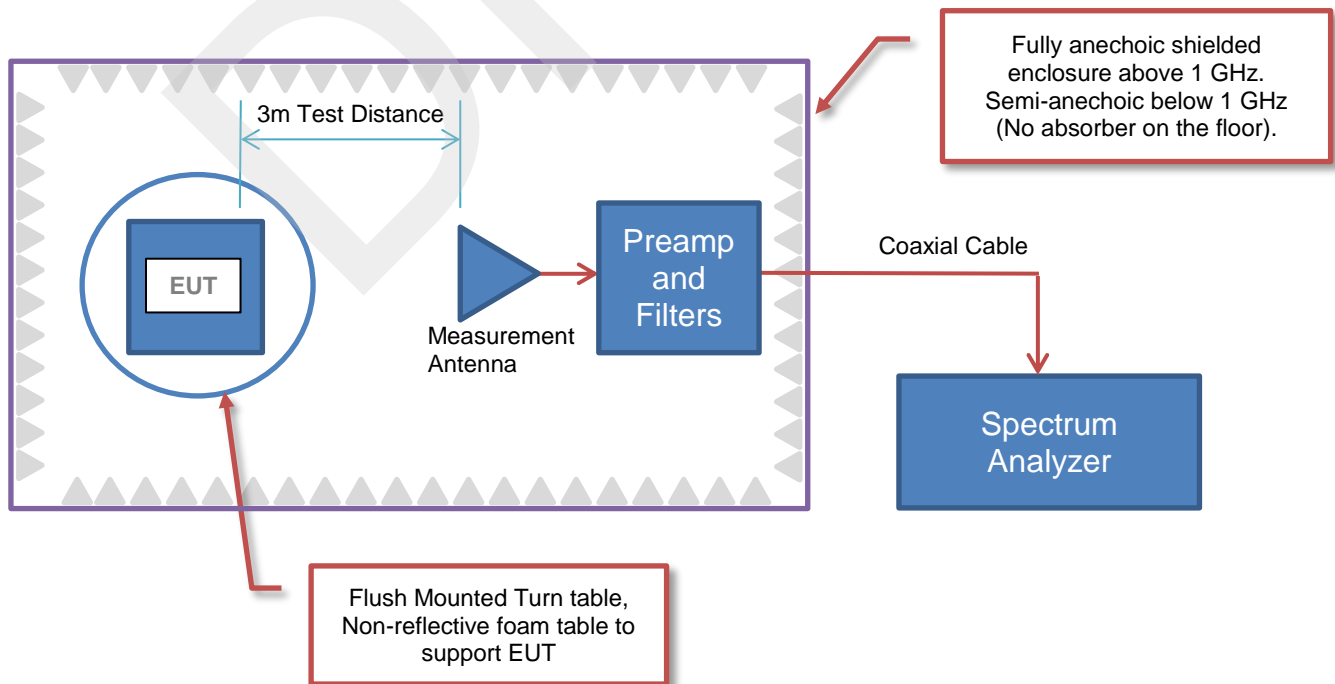 Fully anechoic shielded
enclosure above 1 GHz.
Semi-anechoic below 1 GHz
(No absorber on the floor).
3m Test Distance
EUT
Measurement
Antenna
Preamp
and
Filters
Coaxial Cable
Spectrum
Analyzer
Flush Mounted Turn table,
Non-reflective foam table to
support EUT